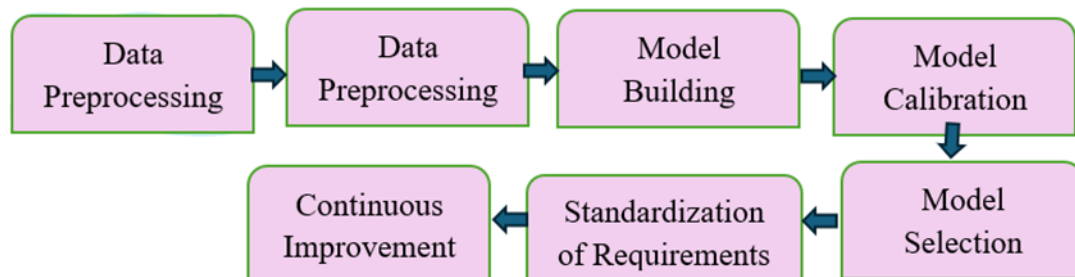 Data
Preprocessing
Data
Preprocessing
Model
Building
Model
Calibration
Model
Selection
Standardization
of Requirements
Continuous
Improvement